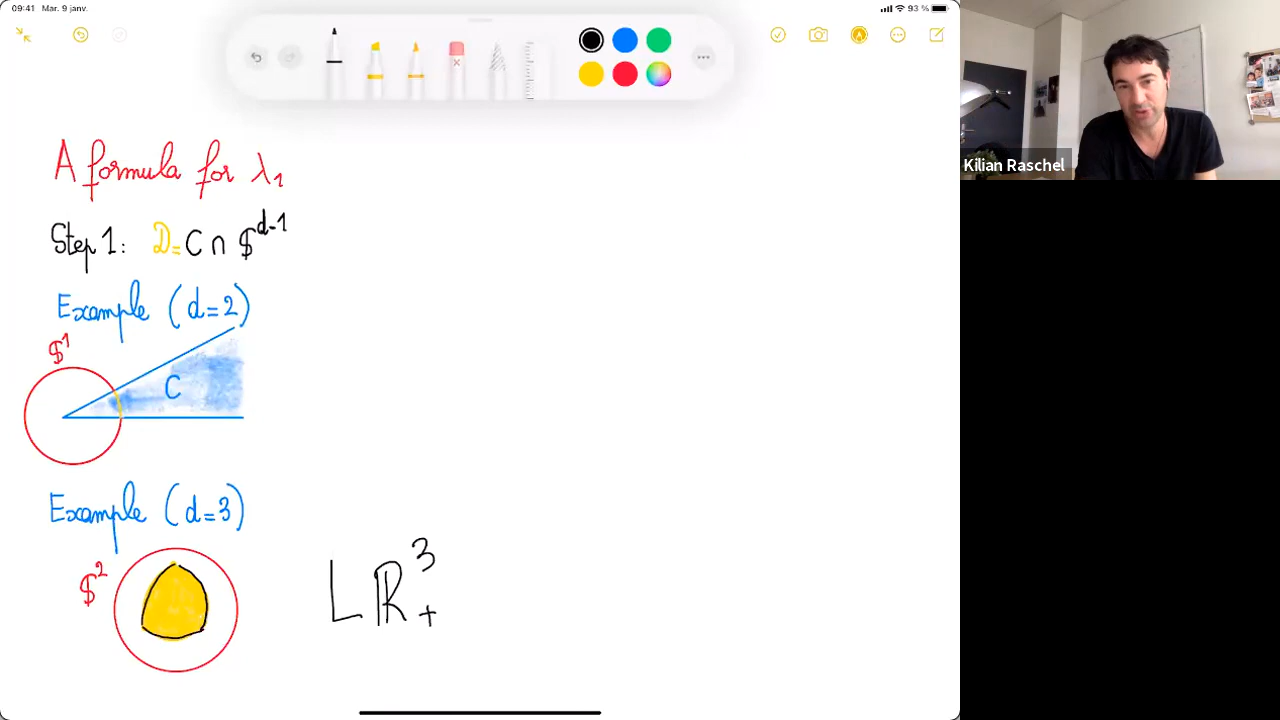 09:41 Mar. 9 janv.
93 %
A formula for λ₁
Step 1: D = C ∩ 𝕊^{d-1}
Example (d=2)
𝕊¹
C
Example (d=3)
𝕊²
L ℝ³₊
Kilian Raschel